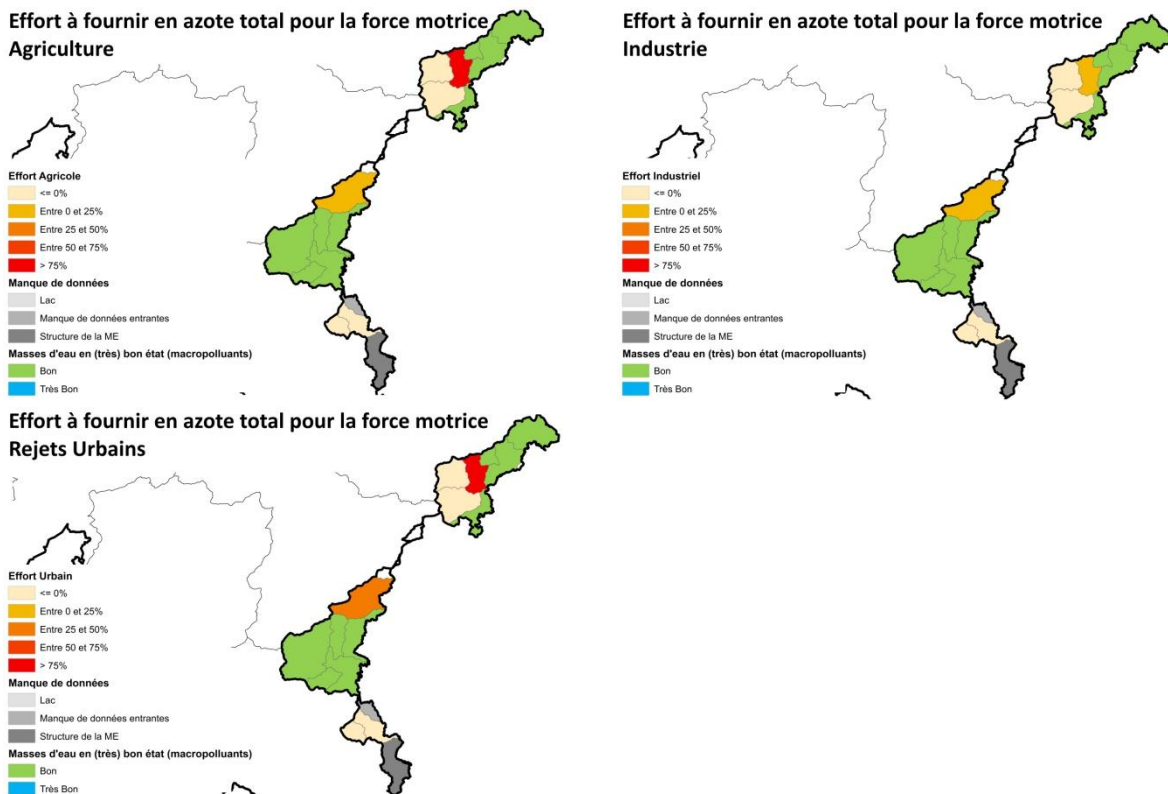 Effort à fournir en azote total pour la force motrice
Agriculture
Effort Agricole
<= 0%
Entre 0 et 25%
Entre 25 et 50%
Entre 50 et 75%
> 75%
Manque de données
Lac
Manque de données entrantes
Structure de la ME
Masses d'eau en (très) bon état (macropolluants)
Bon
Très Bon
Effort à fournir en azote total pour la force motrice
Industrie
Effort Industriel
<= 0%
Entre 0 et 25%
Entre 25 et 50%
Entre 50 et 75%
> 75%
Manque de données
Lac
Manque de données entrantes
Structure de la ME
Masses d'eau en (très) bon état (macropolluants)
Bon
Très Bon
Effort à fournir en azote total pour la force motrice
Rejets Urbains
Effort Urbain
<= 0%
Entre 0 et 25%
Entre 25 et 50%
Entre 50 et 75%
> 75%
Manque de données
Lac
Manque de données entrantes
Structure de la ME
Masses d'eau en (très) bon état (macropolluants)
Bon
Très Bon